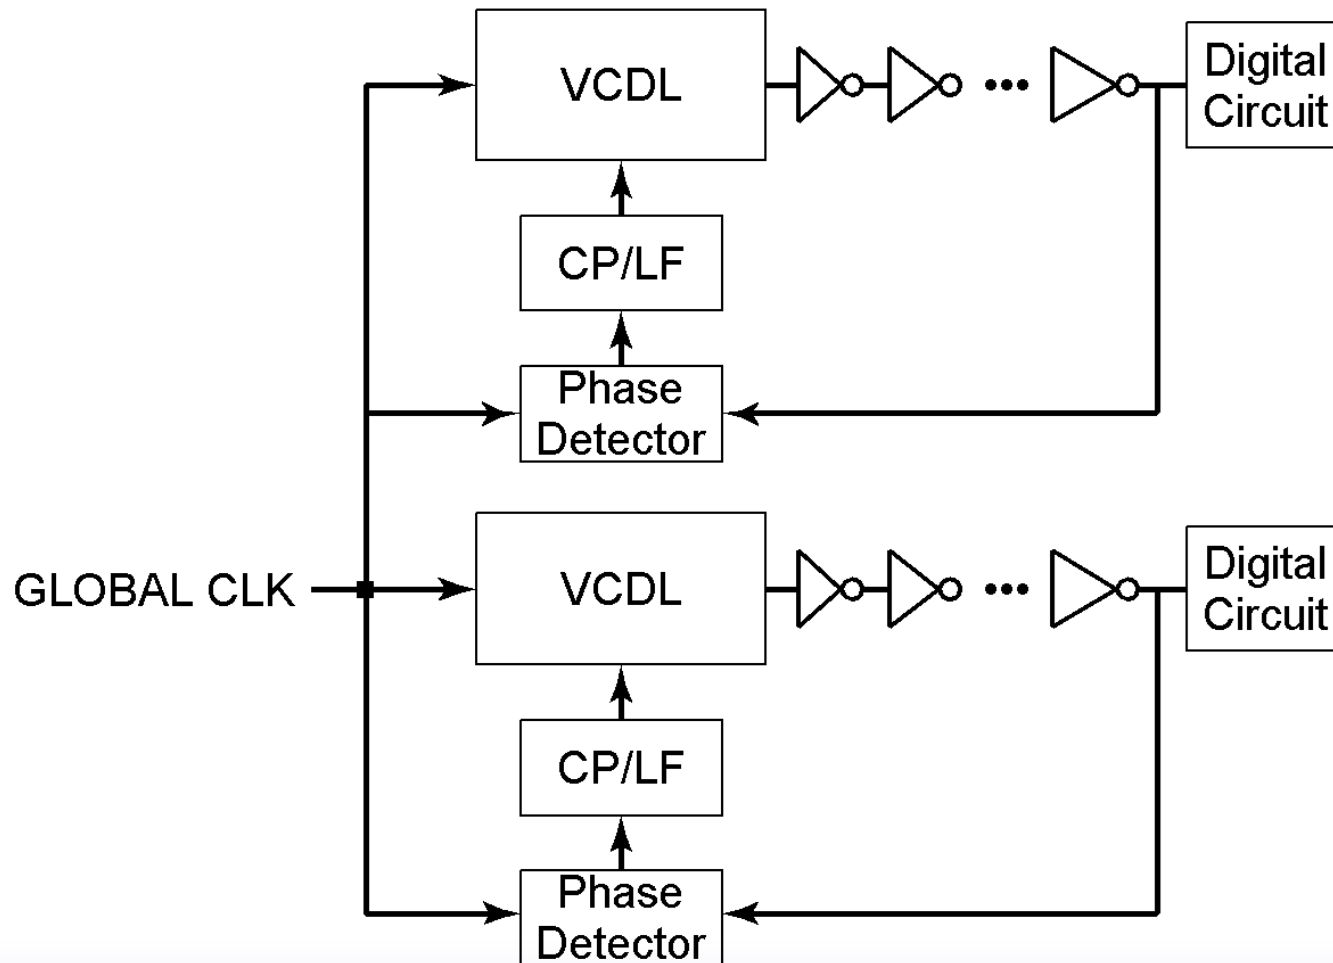 VCDL
Digital
Circuit
CP/LF
Phase
Detector
GLOBAL CLK
VCDL
Digital
Circuit
CP/LF
Phase
Detector